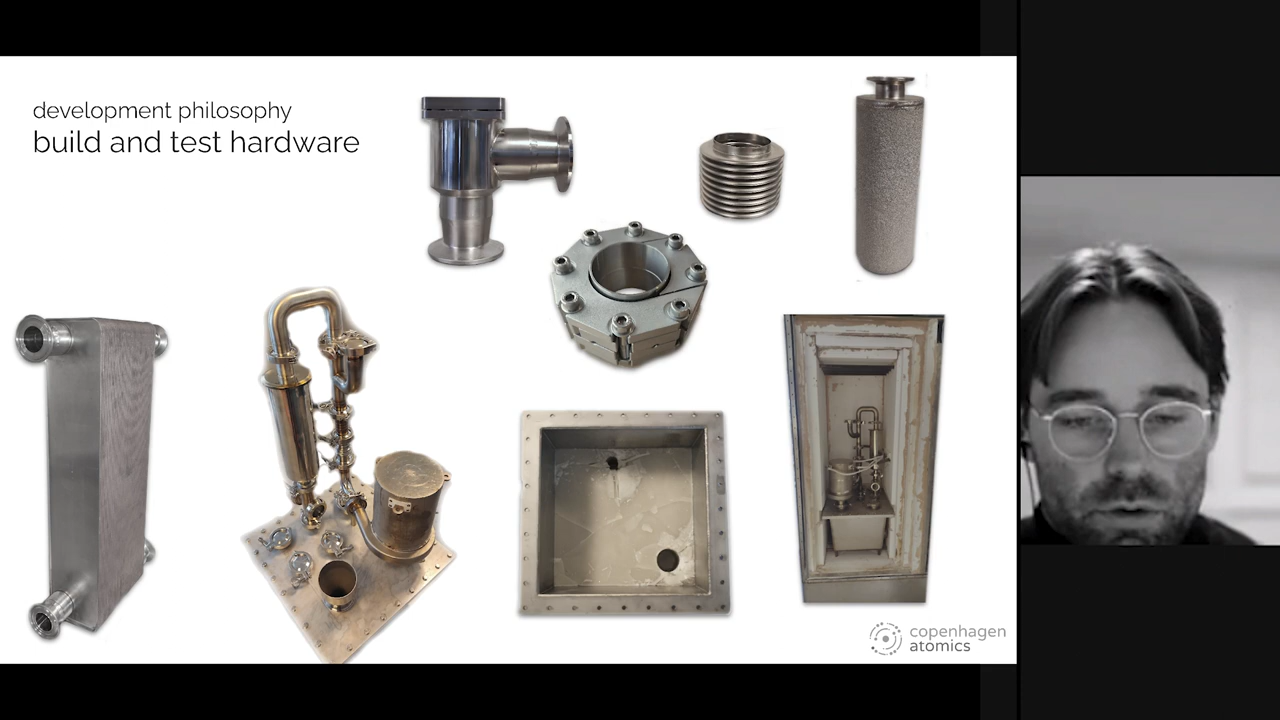 development philosophy
build and test hardware
copenhagen
atomics